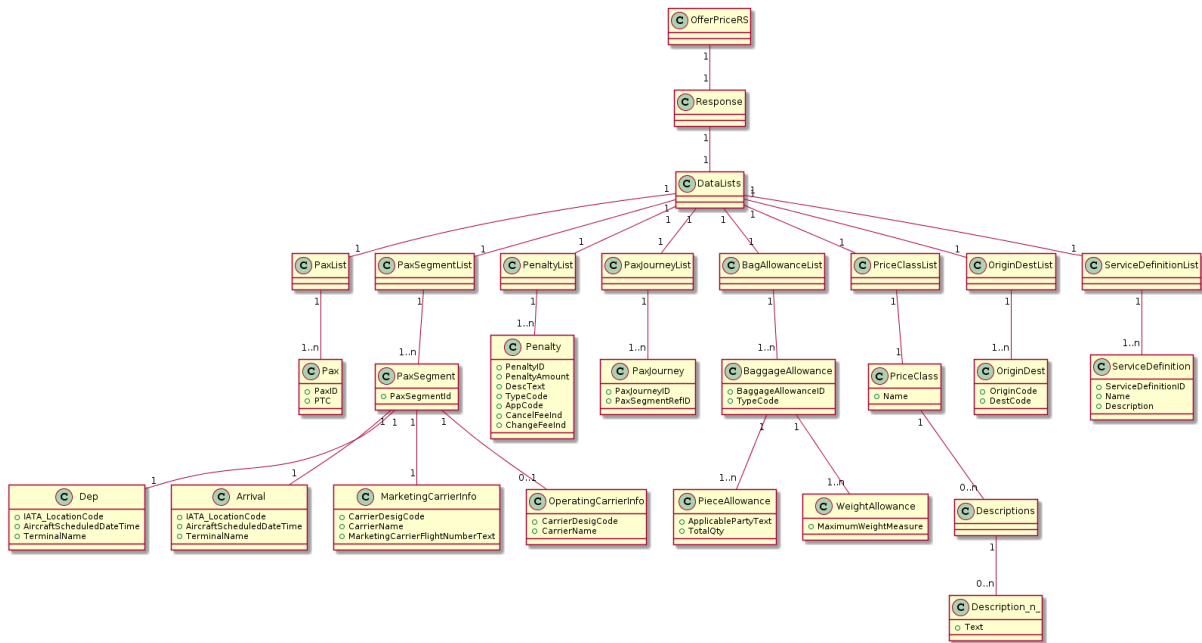 C OfferPriceRS
1
1
C Response
1
1
C DataLists
1 1 1 1 1 1 1 1
1 1 1 1 1 1 1 1
C PaxList
C PaxSegmentList
C PenaltyList
C PaxJourneyList
C BagAllowanceList
C PriceClassList
C OriginDestList
C ServiceDefinitionList
1 1 1 1 1 1 1 1
1..n 1..n 1..n 1..n 1..n 1 1..n 1..n
C Pax
PaxID
PTC
C PaxSegment
PaxSegmentId
C Penalty
PenaltyID
PenaltyAmount
DescText
TypeCode
AppCode
CancelFeeInd
ChangeFeeInd
C PaxJourney
PaxJourneyID
PaxSegmentRefID
C BaggageAllowance
BaggageAllowanceID
TypeCode
C PriceClass
Name
C OriginDest
OriginCode
DestCode
C ServiceDefinition
ServiceDefinitionID
Name
Description
1 1 1 1 1 1 1
1 1 1 0..1 1..n 1..n 0..n
C Dep
IATA_LocationCode
AircraftScheduledDateTime
TerminalName
C Arrival
IATA_LocationCode
AircraftScheduledDateTime
TerminalName
C MarketingCarrierInfo
CarrierDesigCode
CarrierName
MarketingCarrierFlightNumberText
C OperatingCarrierInfo
CarrierDesigCode
CarrierName
C PieceAllowance
ApplicablePartyText
TotalQty
C WeightAllowance
MaximumWeightMeasure
C Descriptions
1
0..n
C Description_n_
Text